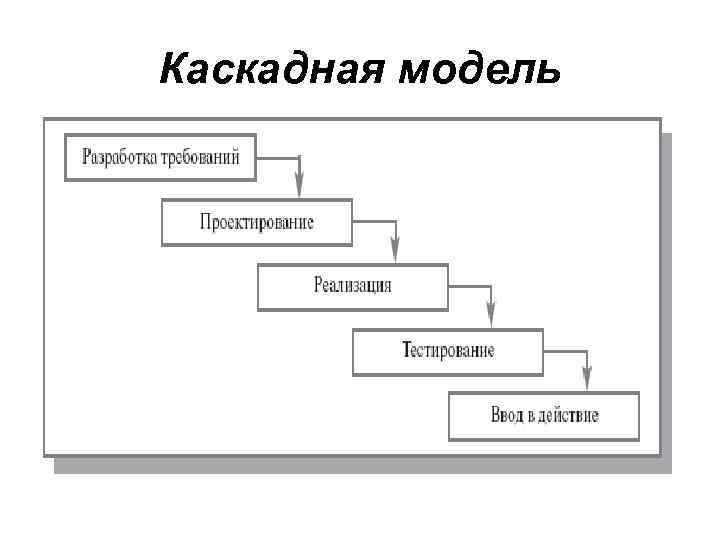 Каскадная модель
Разработка требований
Проектирование
Реализация
Тестирование
Ввод в действие